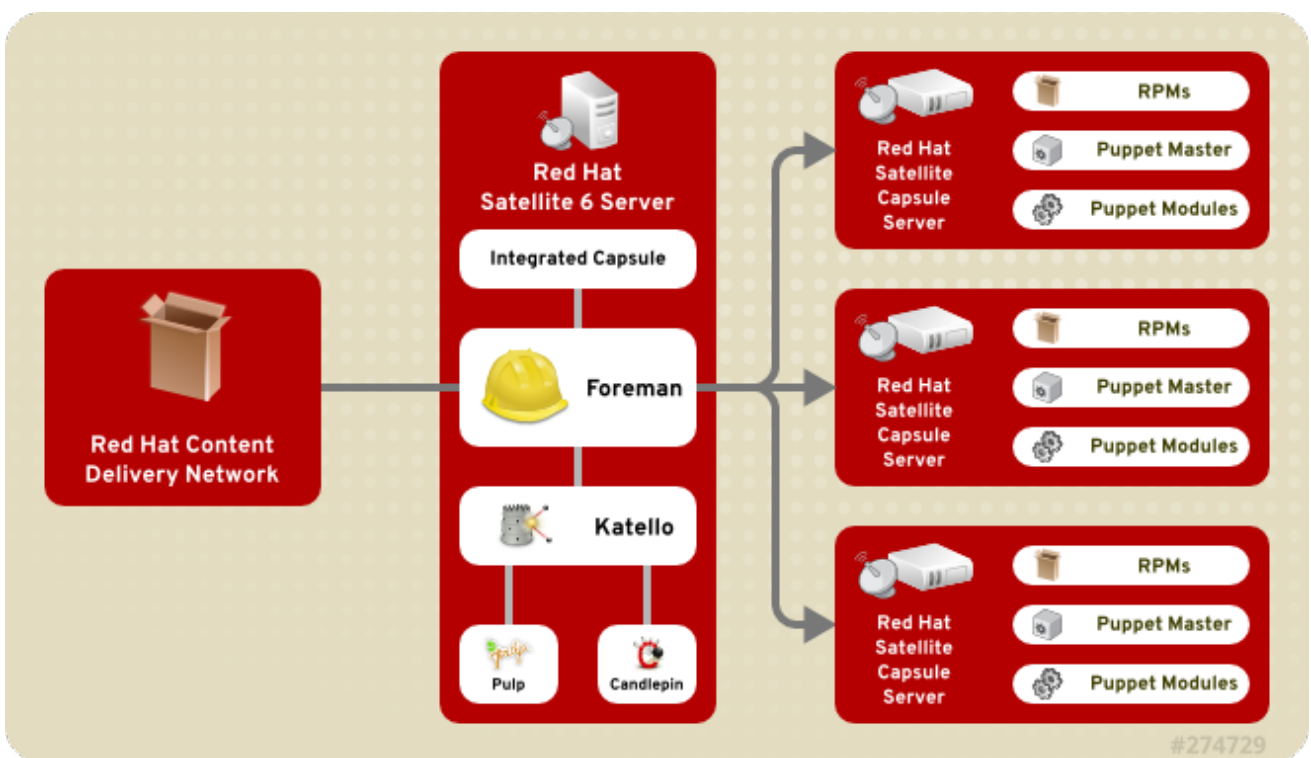 Red Hat Content
Delivery Network
Red Hat
Satellite 6 Server
Integrated Capsule
Foreman
Katello
pulp
Pulp
Candlepin
Red Hat
Satellite
Capsule
Server
RPMs
Puppet Master
Puppet Modules
Red Hat
Satellite
Capsule
Server
RPMs
Puppet Master
Puppet Modules
Red Hat
Satellite
Capsule
Server
RPMs
Puppet Master
Puppet Modules
#274729